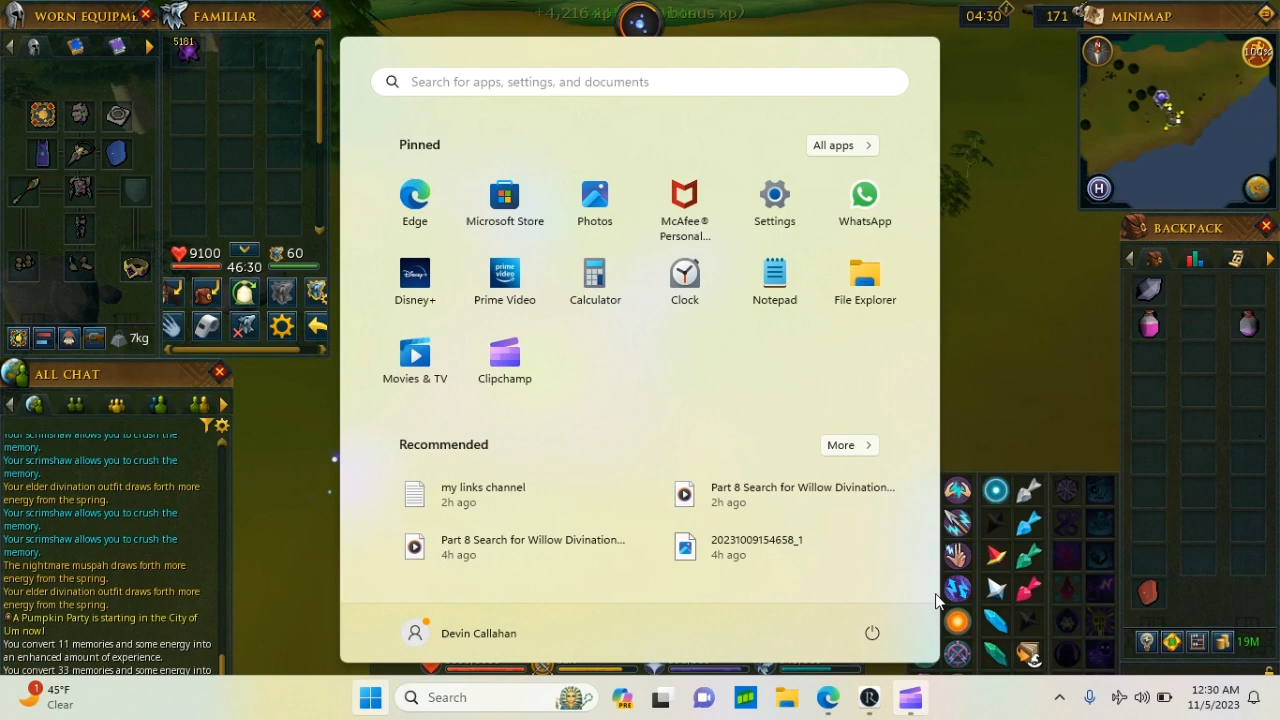 WORN EQUIPME
FAMILIAR
04:30
171
MINIMAP
5181
100%
N
H
9100
60
46:30
7kg
ALL CHAT
Your scrimshaw allows you to crush the
memory.
Your scrimshaw allows you to crush the
memory.
Your elder divination outfit draws forth more
energy from the spring.
Your scrimshaw allows you to crush the
memory.
Your scrimshaw allows you to crush the
memory.
The nightmare muspah draws forth more
energy from the spring.
Your elder divination outfit draws forth more
energy from the spring.
A Pumpkin Party is starting in the City of
Um now!
You convert 11 memories and some energy into
an enhanced amount of experience.
You convert 33 memories and some energy into
Search for apps, settings, and documents
Pinned
All apps
Edge
Microsoft Store
Photos
McAfee®
Personal...
Settings
WhatsApp
Disney+
Prime Video
Calculator
Clock
Notepad
File Explorer
Movies & TV
Clipchamp
Recommended
More
my links channel
2h ago
Part 8 Search for Willow Divination...
2h ago
Part 8 Search for Willow Divination...
4h ago
20231009154658_1
4h ago
Devin Callahan
BACKPACK
19M
1
45°F
Clear
Search
PRE
12:30 AM
11/5/2023